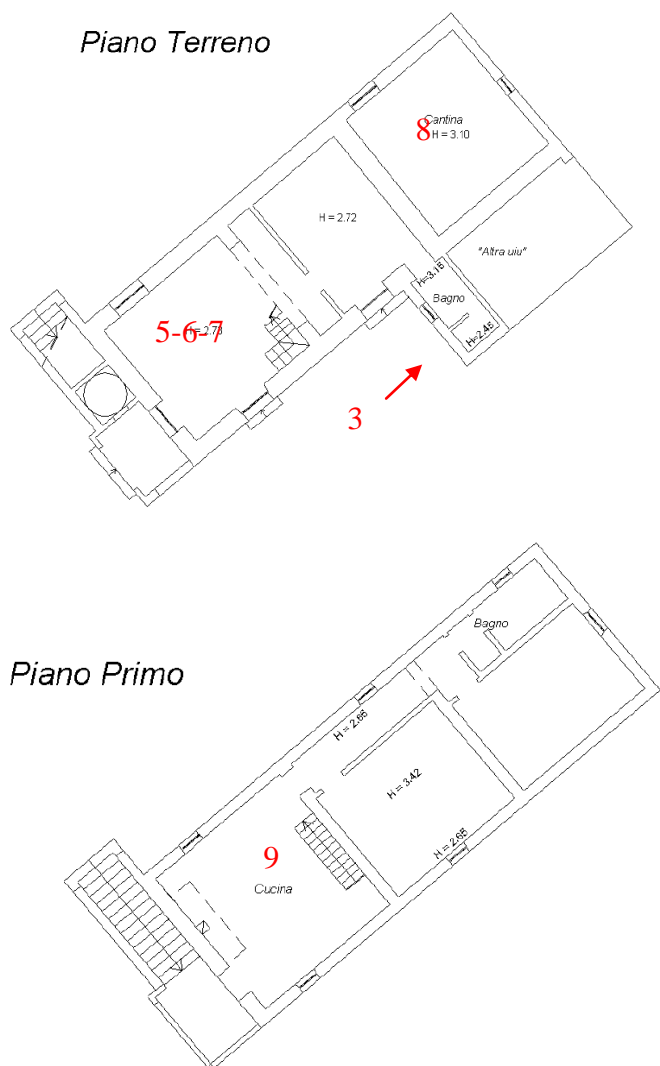 Piano Terreno
Cantina
8
H = 3.10
H = 2.72
"Altra uiu"
H=3.15
Bagno
5-6-7
H=2.45
3
Bagno
Piano Primo
H = 2.66
H = 3.42
H = 2.65
9
Cucina